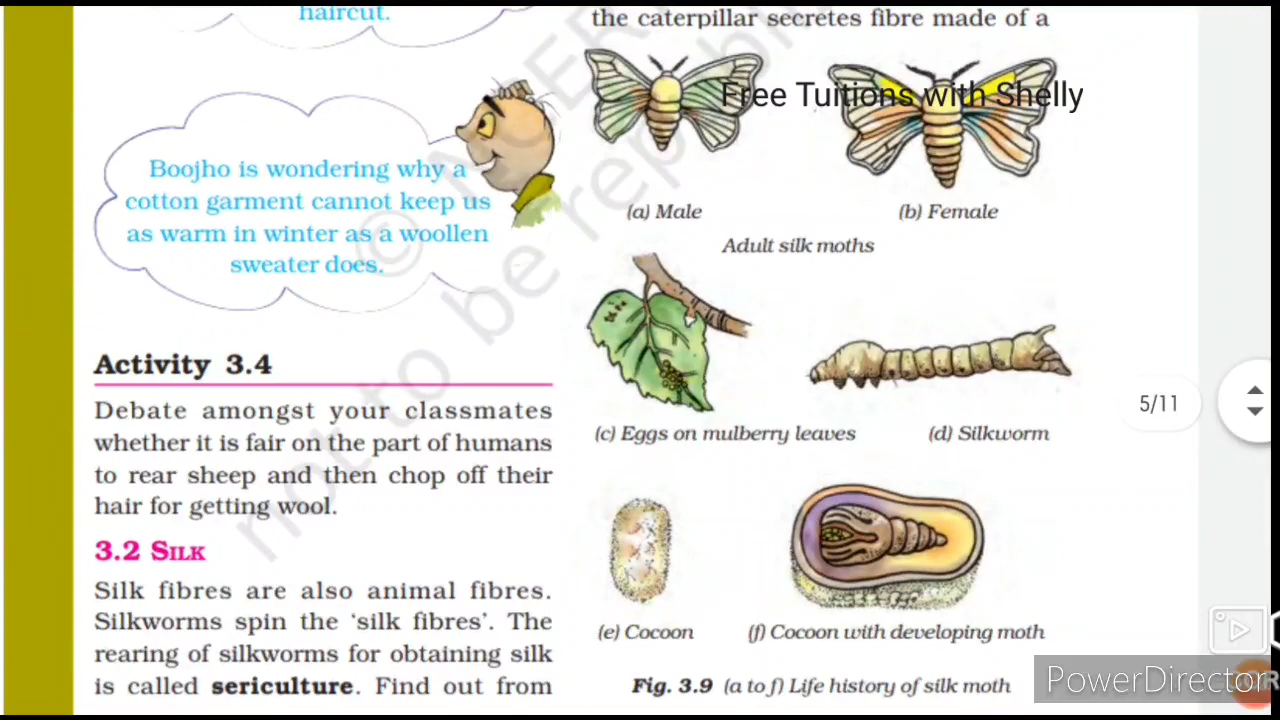 haircut.
Boojho is wondering why a
cotton garment cannot keep us
as warm in winter as a woollen
sweater does.
Activity 3.4
Debate amongst your classmates
whether it is fair on the part of humans
to rear sheep and then chop off their
hair for getting wool.
3.2 SILK
Silk fibres are also animal fibres.
Silkworms spin the 'silk fibres'. The
rearing of silkworms for obtaining silk
is called sericulture. Find out from
the caterpillar secretes fibre made of a
Free Tuitions with Shelly
(a) Male
(b) Female
Adult silk moths
(c) Eggs on mulberry leaves
(d) Silkworm
(e) Cocoon
(f) Cocoon with developing moth
Fig. 3.9 (a to f) Life history of silk moth
5/11
not to be republi
PowerDirector